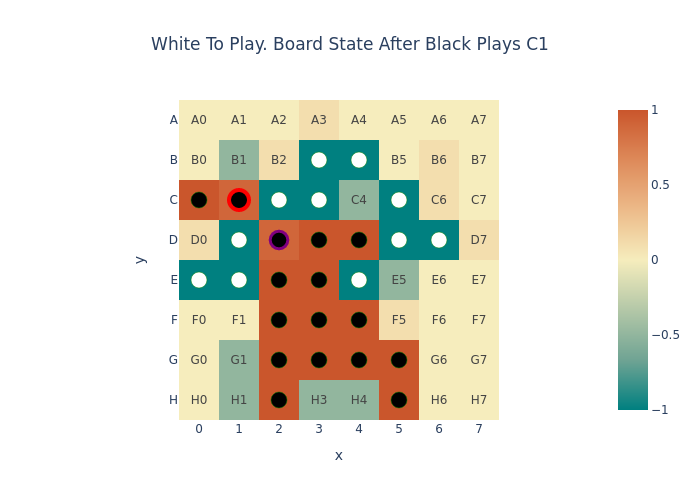 White To Play. Board State After Black Plays C1
A A0 A1 A2 A3 A4 A5 A6 A7
B B0 B1 B2 B5 B6 B7
C C4 C6 C7
D D0 D7
E E5 E6 E7
F F0 F1 F5 F6 F7
G G0 G1 G6 G7
H H0 H1 H3 H4 H6 H7
0 1 2 3 4 5 6 7
x
y
1
0.5
0
−0.5
−1